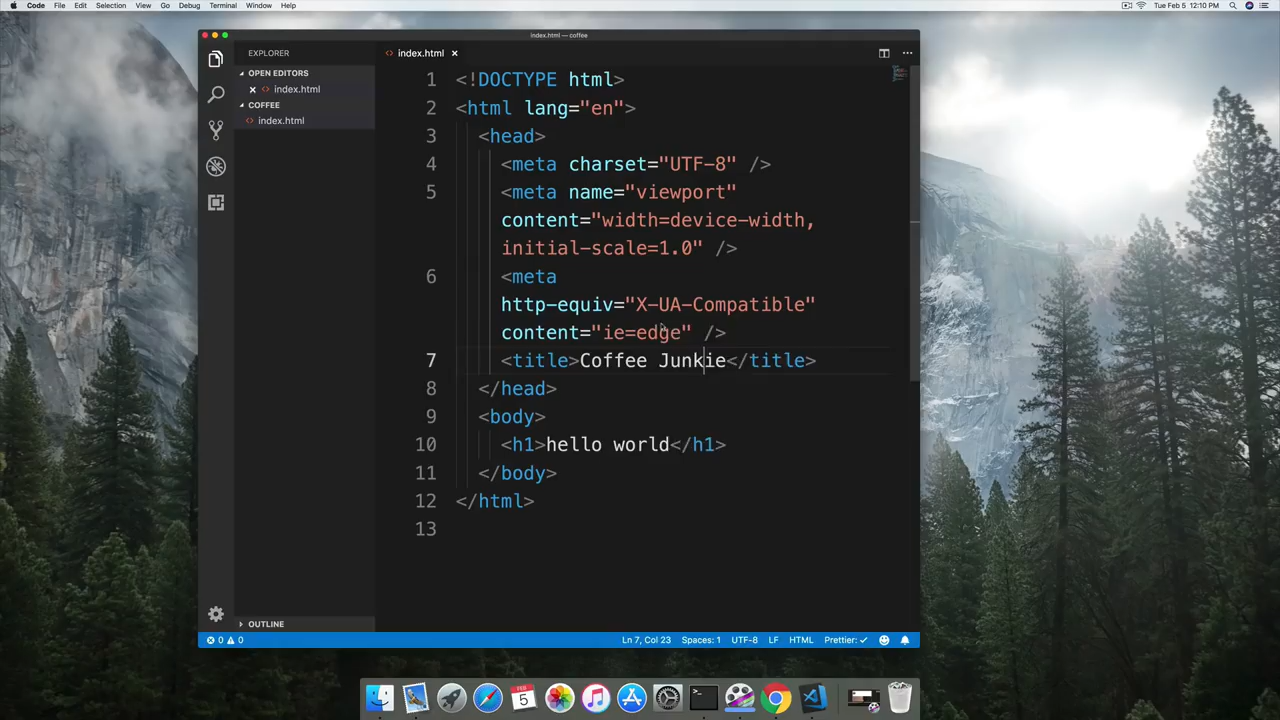 Code File Edit Selection View Go Debug Terminal Window Help
Tue Feb 5 12:10 PM
index.html — coffee
EXPLORER
OPEN EDITORS
index.html
COFFEE
index.html
OUTLINE
index.html
1 <!DOCTYPE html>
2 <html lang="en">
3 <head>
4 <meta charset="UTF-8" />
5 <meta name="viewport"
content="width=device-width,
initial-scale=1.0" />
6 <meta
http-equiv="X-UA-Compatible"
content="ie=edge" />
7 <title>Coffee Junkie</title>
8 </head>
9 <body>
10 <h1>hello world</h1>
11 </body>
12 </html>
13
0 0 Ln 7, Col 23 Spaces: 1 UTF-8 LF HTML Prettier: ✓
FEB
5